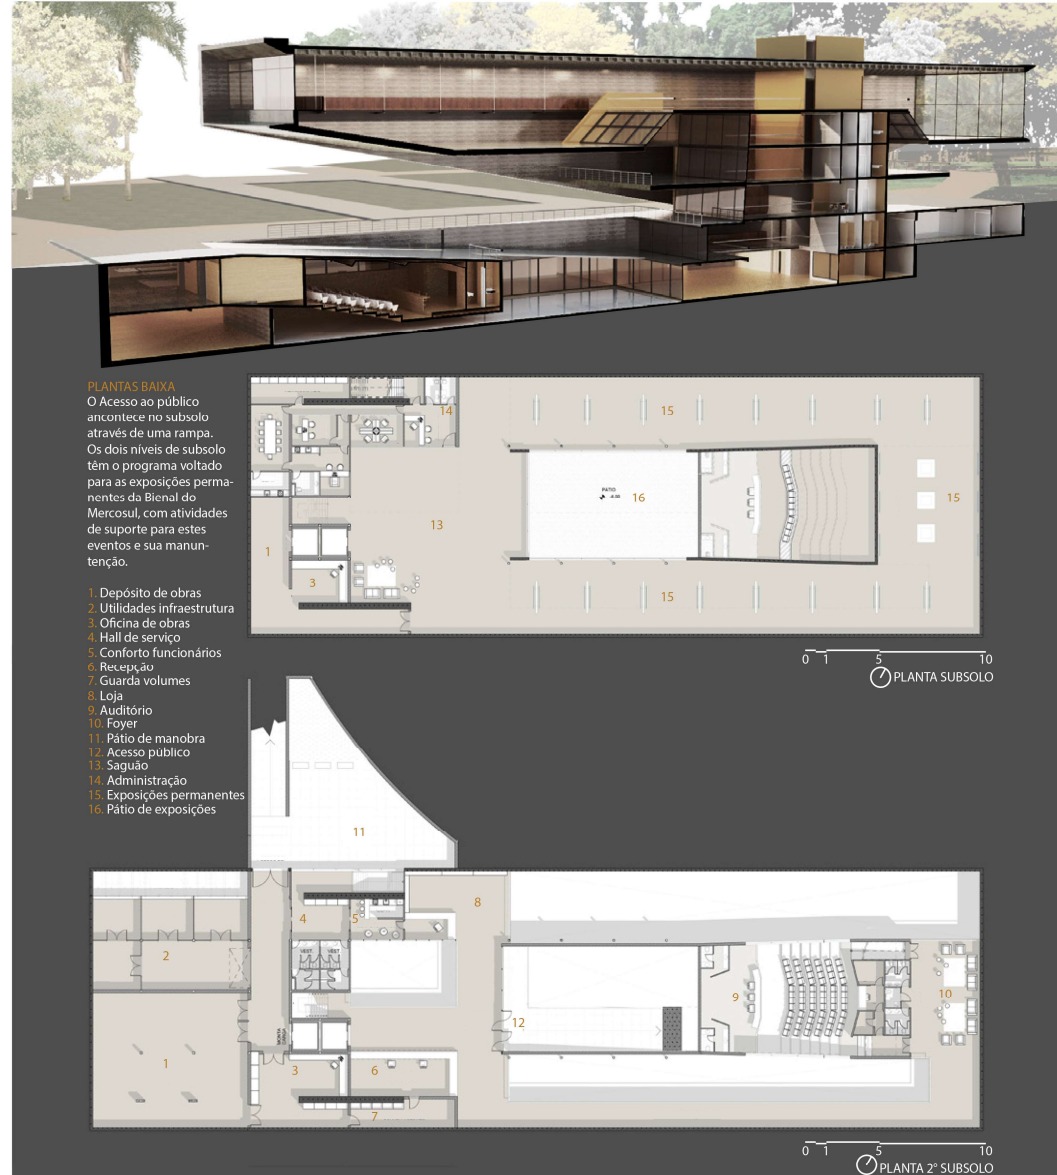 PLANTAS BAIXA
O Acesso ao público
ancontece no subsolo
através de uma rampa.
Os dois níveis de subsolo
têm o programa voltado
para as exposições perma-
nentes da Bienal do
Mercosul, com atividades
de suporte para estes
eventos e sua manun-
tenção.
1. Depósito de obras
2. Utilidades infraestrutura
3. Oficina de obras
4. Hall de serviço
5. Conforto funcionários
6. Recepção
7. Guarda volumes
8. Loja
9. Auditório
10. Foyer
11. Pátio de manobra
12. Acesso público
13. Saguão
14. Administração
15. Exposições permanentes
16. Pátio de exposições
14
15
PATIO
16
15
13
1
3
15
0 1 5 10
PLANTA SUBSOLO
11
8
4
5
2
VEST. VEST.
9
10
12
MONTA CARGA
1
3
6
7
0 1 5 10
PLANTA 2° SUBSOLO